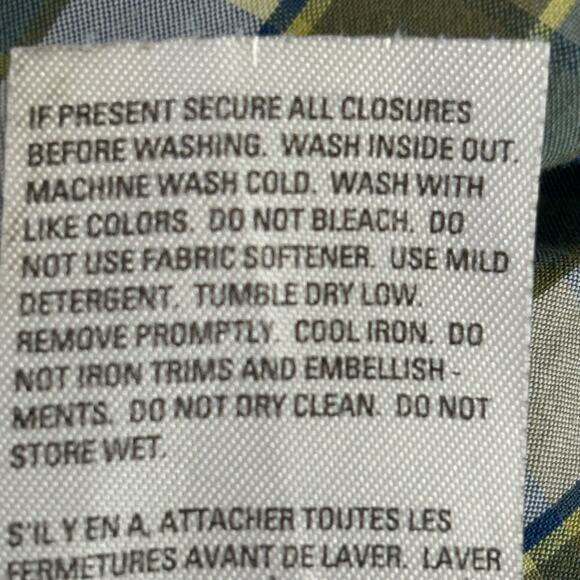 IF PRESENT SECURE ALL CLOSURES
BEFORE WASHING. WASH INSIDE OUT.
MACHINE WASH COLD. WASH WITH
LIKE COLORS. DO NOT BLEACH. DO
NOT USE FABRIC SOFTENER. USE MILD
DETERGENT. TUMBLE DRY LOW.
REMOVE PROMPTLY. COOL IRON. DO
NOT IRON TRIMS AND EMBELLISH-
MENTS. DO NOT DRY CLEAN. DO NOT
STORE WET.
S'IL Y EN A, ATTACHER TOUTES LES
FERMETURES AVANT DE LAVER. LAVER